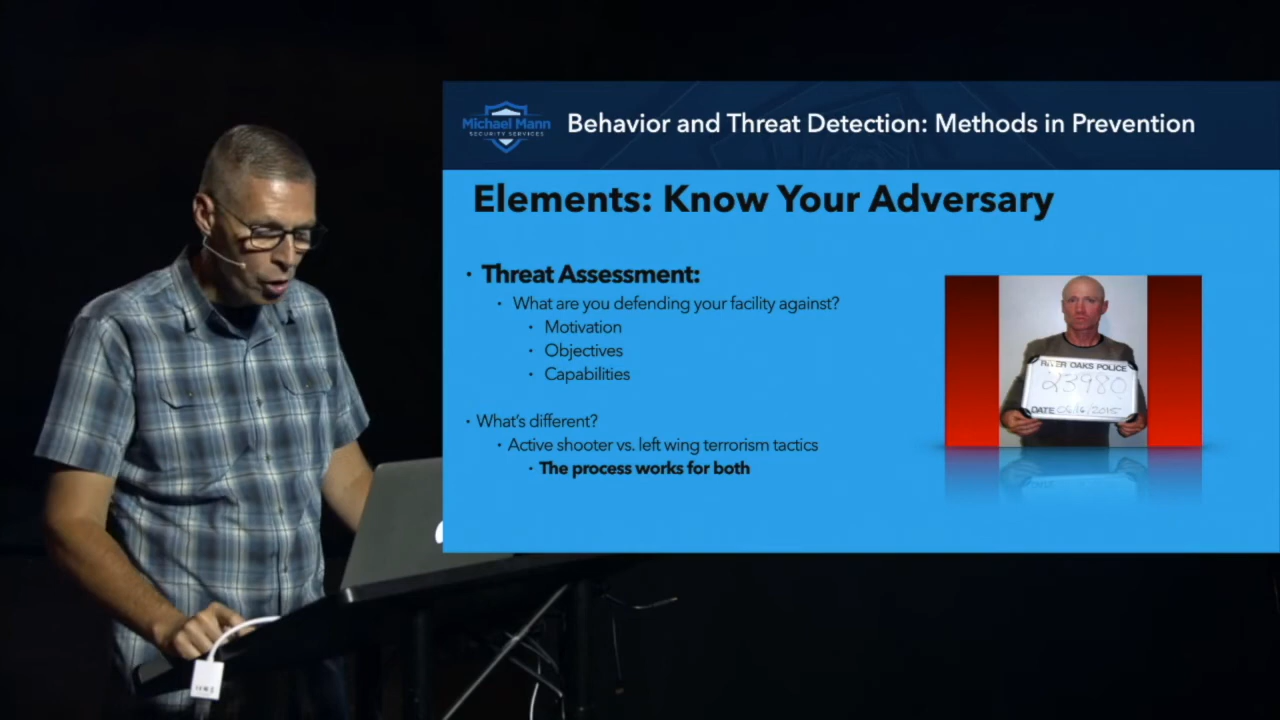 Michael Mann
SECURITY SERVICES
Behavior and Threat Detection: Methods in Prevention
Elements: Know Your Adversary
• Threat Assessment:
• What are you defending your facility against?
• Motivation
• Objectives
• Capabilities
• What's different?
• Active shooter vs. left wing terrorism tactics
• The process works for both
RIVER OAKS POLICE
23980
DATE 06/16/2015